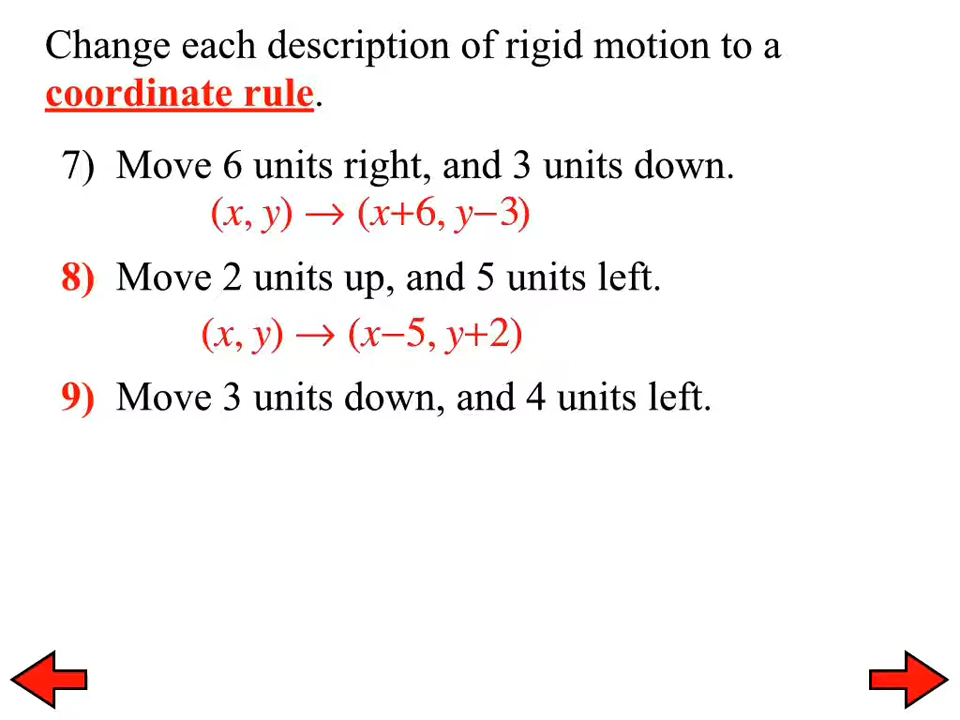 Change each description of rigid motion to a
coordinate rule.
7) Move 6 units right, and 3 units down.
(x, y) → (x+6, y−3)
8) Move 2 units up, and 5 units left.
(x, y) → (x−5, y+2)
9) Move 3 units down, and 4 units left.